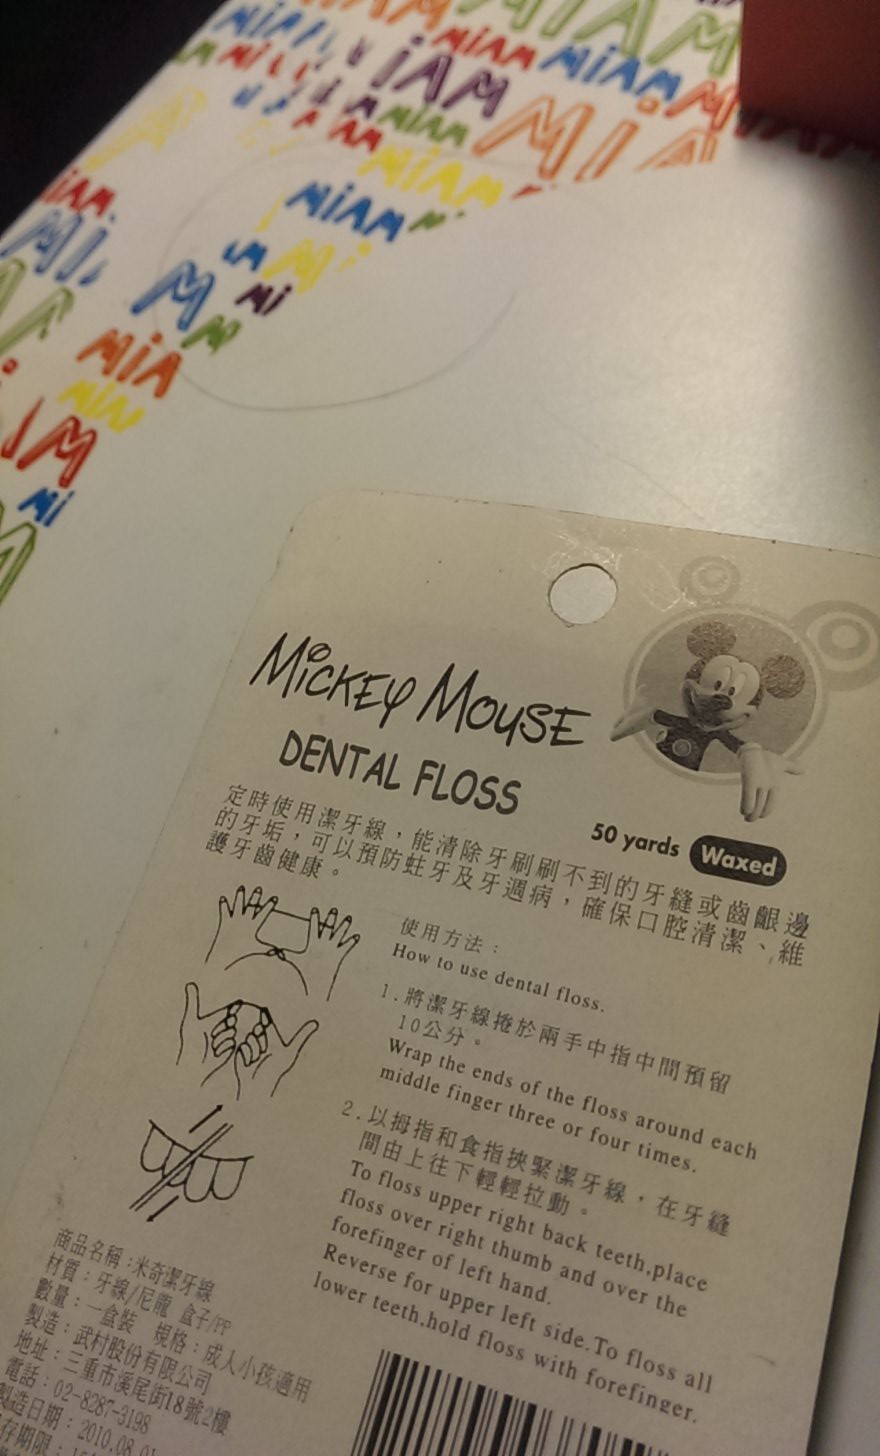 MiAM
MiAM
MiAM
MiAM
MiAM
MiAM
Mi
MiA
Mi
MICKEY MOUSE
DENTAL FLOSS
50 yards Waxed
定時使用潔牙線，能清除牙刷刷不到的牙縫或齒齦邊
的牙垢，可以預防蛀牙及牙週病，確保口腔清潔、維
護牙齒健康。
使用方法：
How to use dental floss.
1.將潔牙線捲於兩手中指中間預留
10公分。
Wrap the ends of the floss around each
middle finger three or four times.
2.以拇指和食指挾緊潔牙線，在牙縫
間由上往下輕輕拉動。
To floss upper right back teeth,place
floss over right thumb and over the
forefinger of left hand.
Reverse for upper left side.To floss all
lower teeth,hold floss with forefinger.
商品名稱：米奇潔牙線
材質：牙線/尼龍 盒子/PP
數量：一盒裝 規格：成人小孩適用
製造：武村股份有限公司
地址：三重市溪尾街18號2樓
電話：02-8287-3198
製造日期：2010.08.01
存期限：